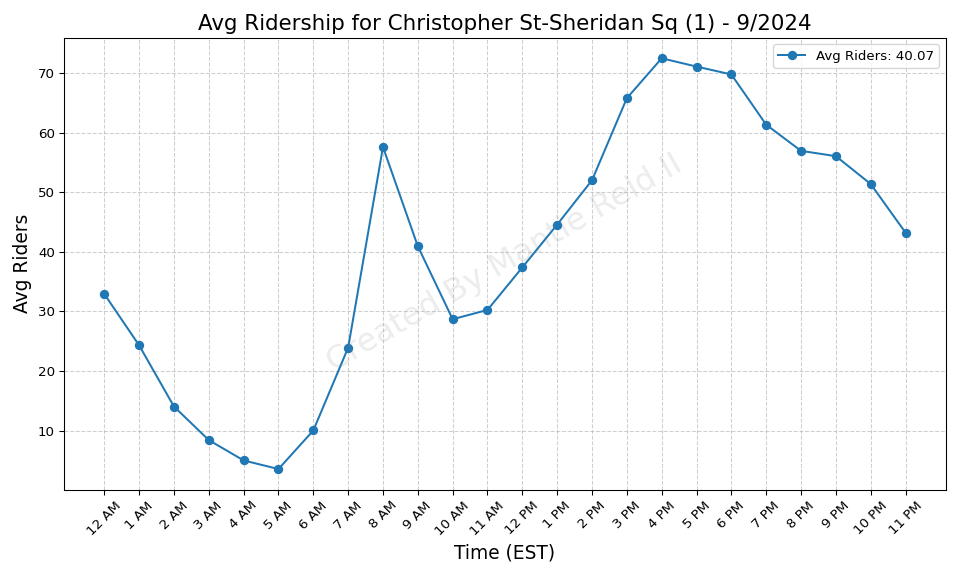 Avg Ridership for Christopher St-Sheridan Sq (1) - 9/2024
Avg Riders: 40.07
Avg Riders
70
60
50
40
30
20
10
Created By Mantie Reid II
12 AM
1 AM
2 AM
3 AM
4 AM
5 AM
6 AM
7 AM
8 AM
9 AM
10 AM
11 AM
12 PM
1 PM
2 PM
3 PM
4 PM
5 PM
6 PM
7 PM
8 PM
9 PM
10 PM
11 PM
Time (EST)